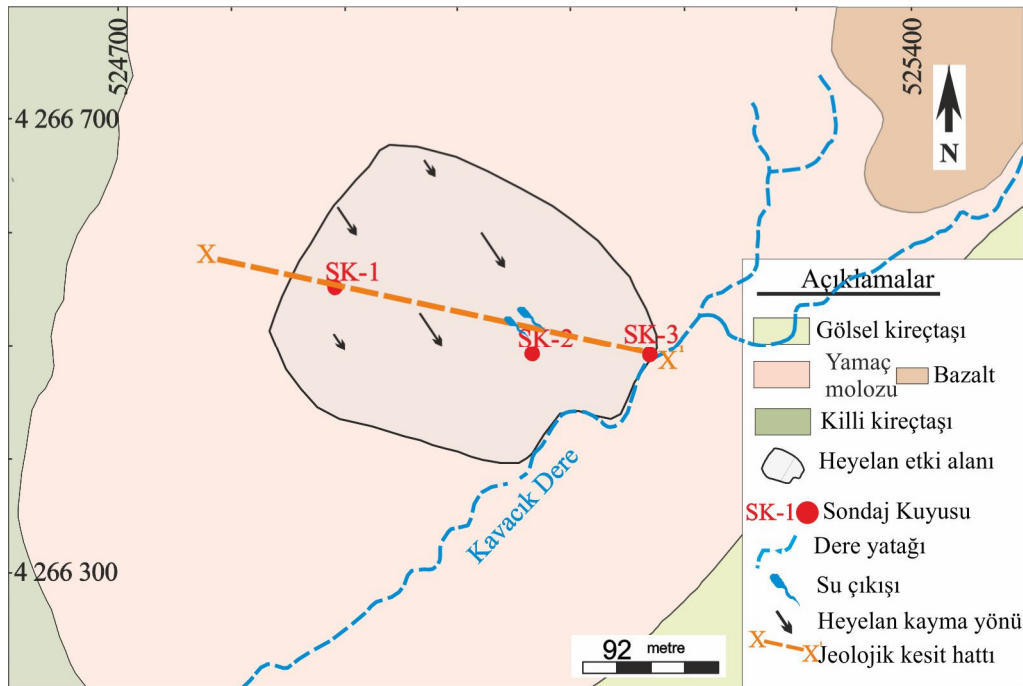 524700
525400
4 266 700
N
X
SK-1
SK-2
SK-3
X'
Kavacık Dere
4 266 300
92 metre
Açıklamalar
Gölsel kireçtaşı
Yamaç molozu
Bazalt
Killi kireçtaşı
Heyelan etki alanı
SK-1 Sondaj Kuyusu
Dere yatağı
Su çıkışı
Heyelan kayma yönü
X X' Jeolojik kesit hattı